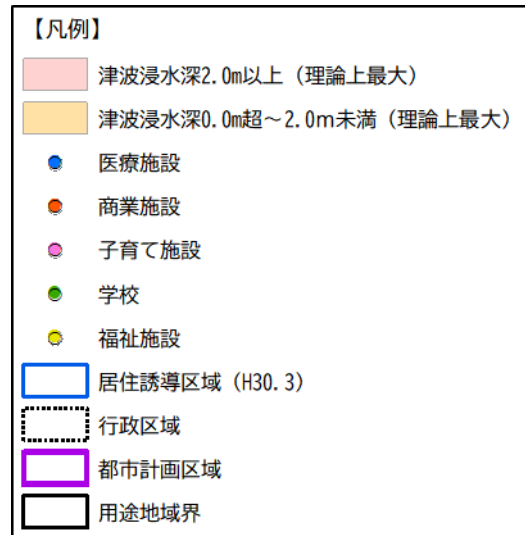 【凡例】
津波浸水深2.0m以上（理論上最大）
津波浸水深0.0m超～2.0m未満（理論上最大）
医療施設
商業施設
子育て施設
学校
福祉施設
居住誘導区域（H30.3）
行政区域
都市計画区域
用途地域界